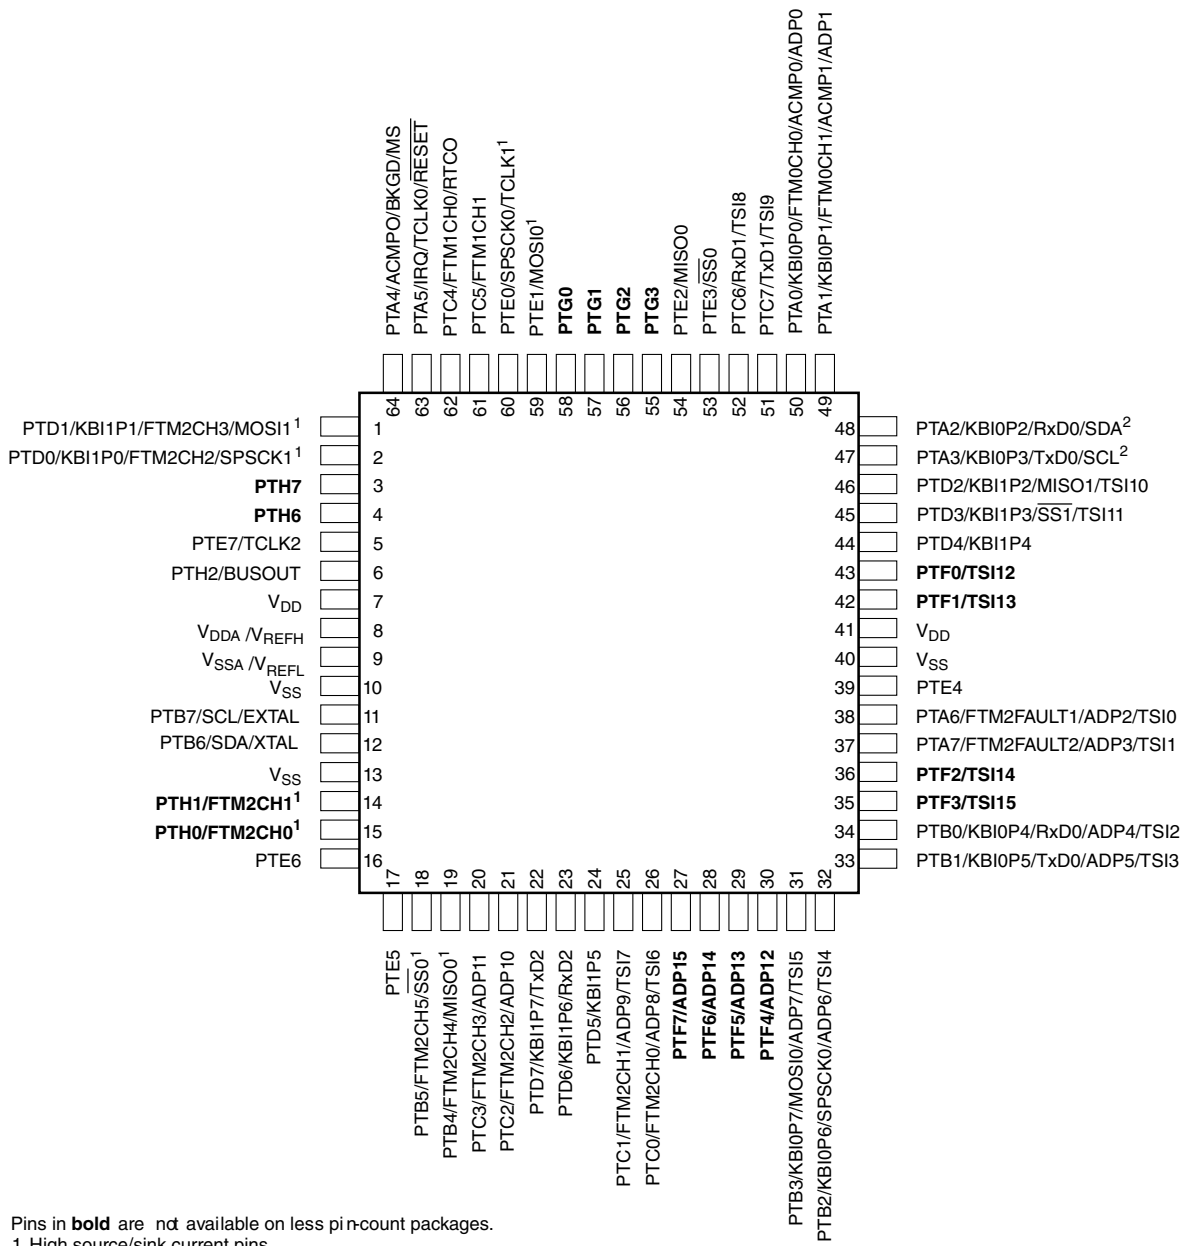 PTA4/ACMPO/BKGD/MS
PTA5/IRQ/TCLK0/RESET
PTC4/FTM1CH0/RTCO
PTC5/FTM1CH1
PTE0/SPSCK0/TCLK1¹
PTE1/MOSI0¹
PTG0
PTG1
PTG2
PTG3
PTE2/MISO0
PTE3/SS0
PTC6/RxD1/TSI8
PTC7/TxD1/TSI9
PTA0/KBI0P0/FTM0CH0/ACMP0/ADP0
PTA1/KBI0P1/FTM0CH1/ACMP1/ADP1
64 63 62 61 60 59 58 57 56 55 54 53 52 51 50 49
PTD1/KBI1P1/FTM2CH3/MOSI1¹ 1
PTD0/KBI1P0/FTM2CH2/SPSCK1¹ 2
PTH7 3
PTH6 4
PTE7/TCLK2 5
PTH2/BUSOUT 6
VDD 7
VDDA /VREFH 8
VSSA /VREFL 9
VSS 10
PTB7/SCL/EXTAL 11
PTB6/SDA/XTAL 12
VSS 13
PTH1/FTM2CH1¹ 14
PTH0/FTM2CH0¹ 15
PTE6 16
48 PTA2/KBI0P2/RxD0/SDA²
47 PTA3/KBI0P3/TxD0/SCL²
46 PTD2/KBI1P2/MISO1/TSI10
45 PTD3/KBI1P3/SS1/TSI11
44 PTD4/KBI1P4
43 PTF0/TSI12
42 PTF1/TSI13
41 VDD
40 VSS
39 PTE4
38 PTA6/FTM2FAULT1/ADP2/TSI0
37 PTA7/FTM2FAULT2/ADP3/TSI1
36 PTF2/TSI14
35 PTF3/TSI15
34 PTB0/KBI0P4/RxD0/ADP4/TSI2
33 PTB1/KBI0P5/TxD0/ADP5/TSI3
17 18 19 20 21 22 23 24 25 26 27 28 29 30 31 32
PTE5
PTB5/FTM2CH5/SS0¹
PTB4/FTM2CH4/MISO0¹
PTC3/FTM2CH3/ADP11
PTC2/FTM2CH2/ADP10
PTD7/KBI1P7/TxD2
PTD6/KBI1P6/RxD2
PTD5/KBI1P5
PTC1/FTM2CH1/ADP9/TSI7
PTC0/FTM2CH0/ADP8/TSI6
PTF7/ADP15
PTF6/ADP14
PTF5/ADP13
PTF4/ADP12
PTB3/KBI0P7/MOSI0/ADP7/TSI5
PTB2/KBI0P6/SPSCK0/ADP6/TSI4
Pins in bold are not available on less pin-count packages.
1 High source/sink current pins